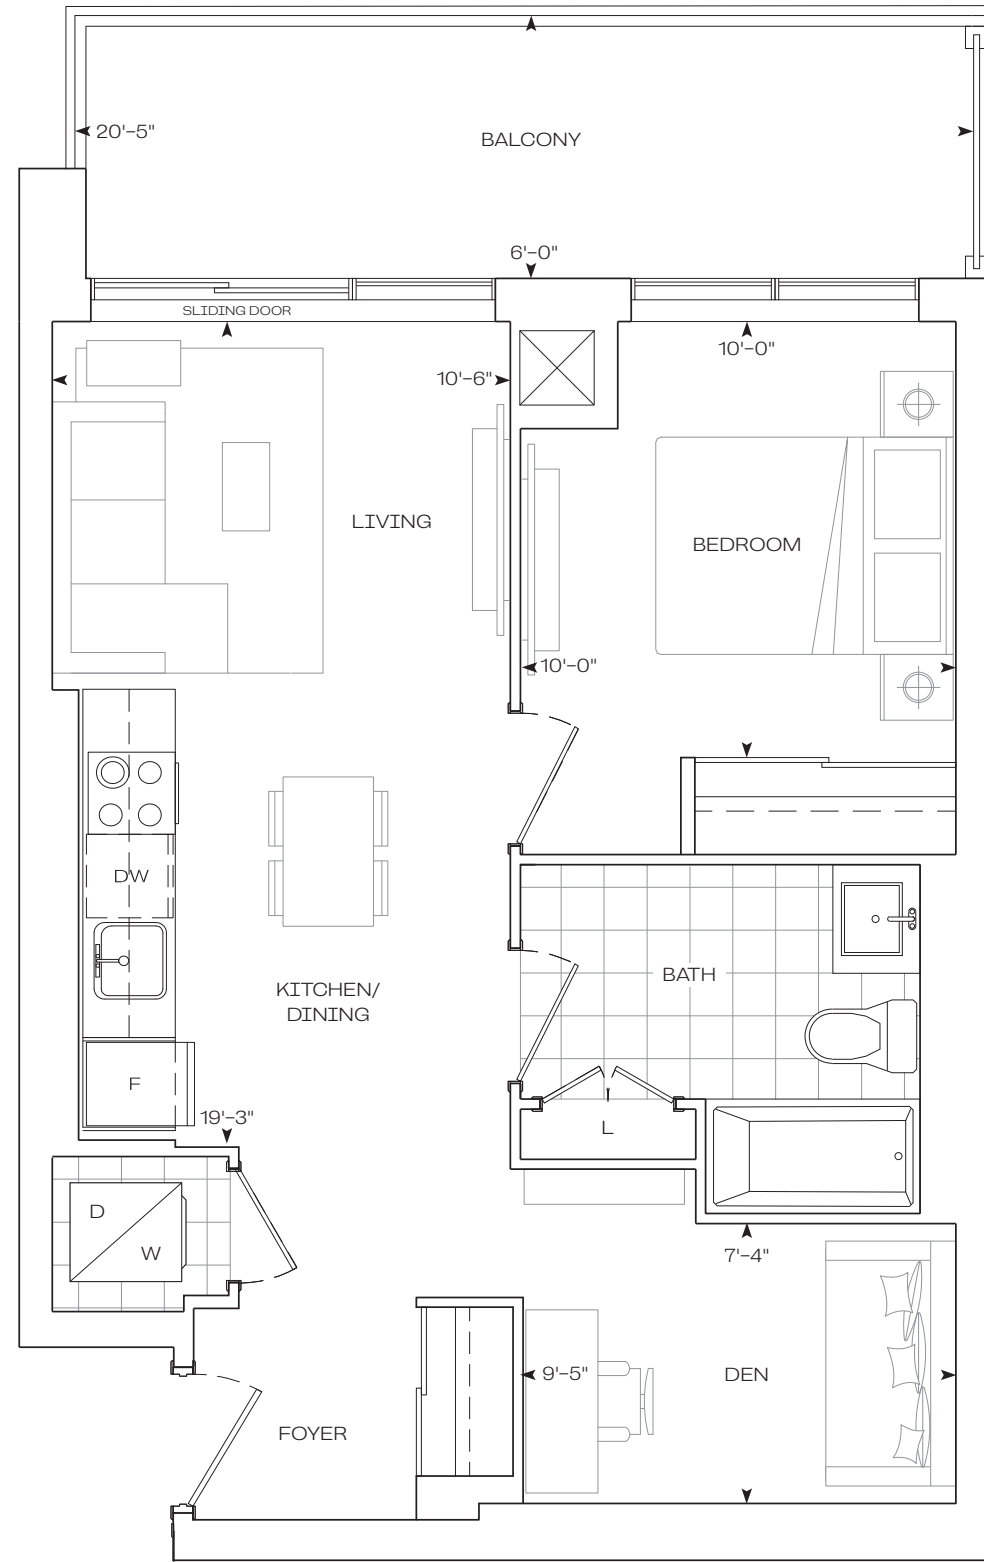 20'-5"
BALCONY
6'-0"
SLIDING DOOR
10'-0"
10'-6"
LIVING
BEDROOM
10'-0"
DW
BATH
KITCHEN/
DINING
F
19'-3"
L
D
W
7'-4"
9'-5"
DEN
FOYER